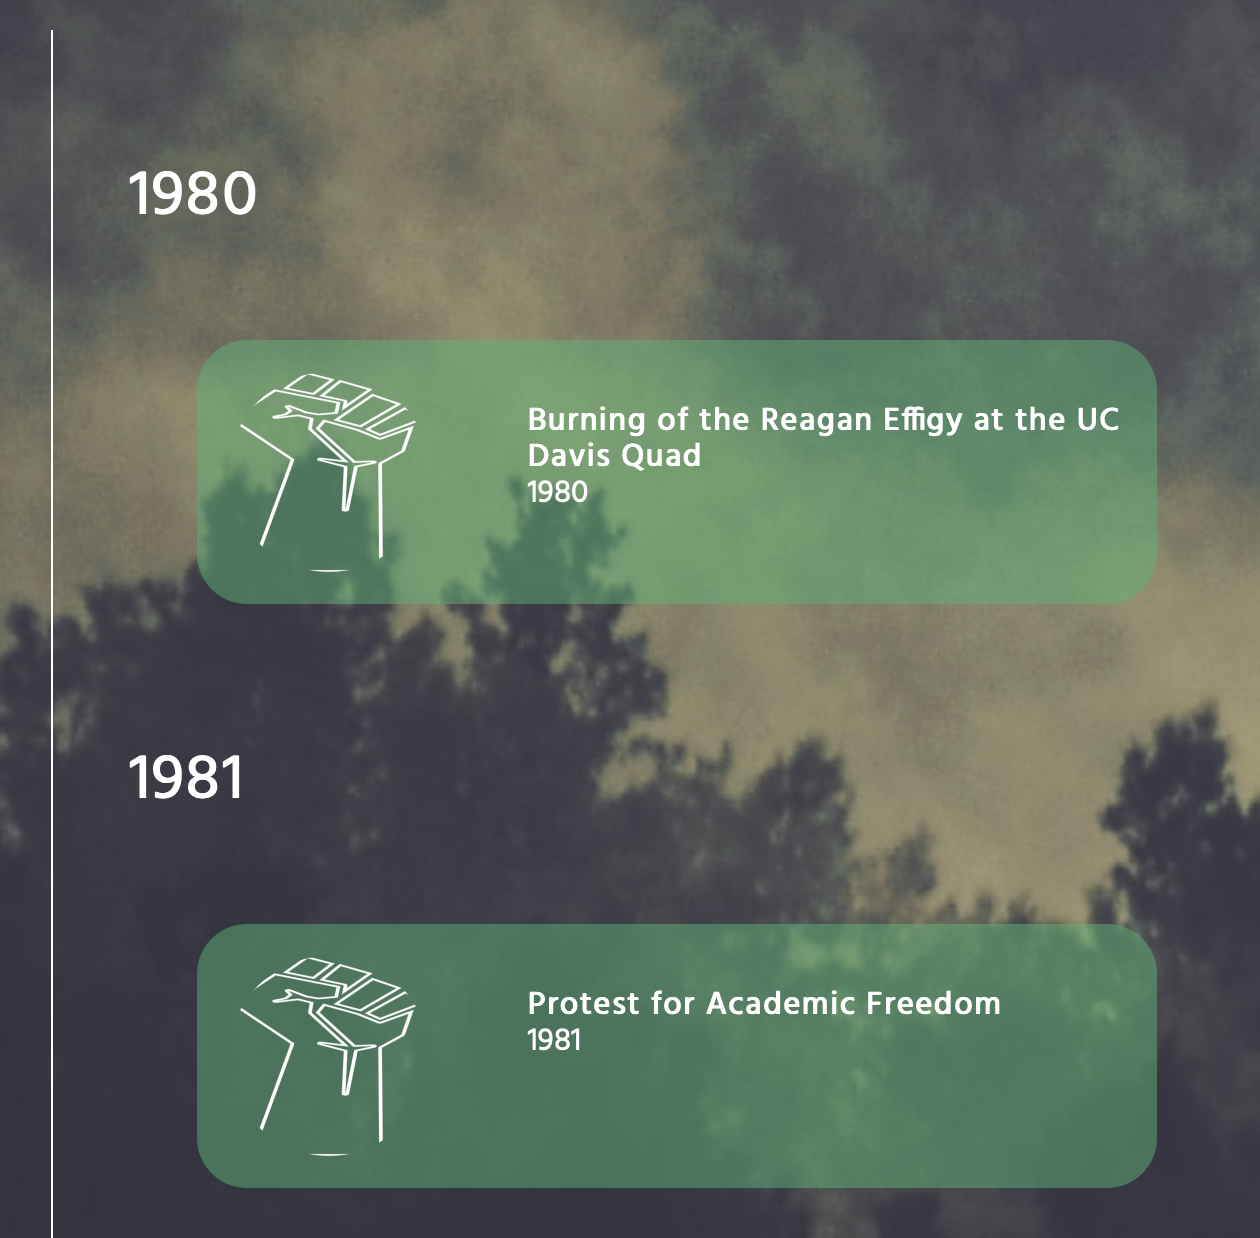 1980
Burning of the Reagan Effigy at the UC
Davis Quad
1980
1981
Protest for Academic Freedom
1981